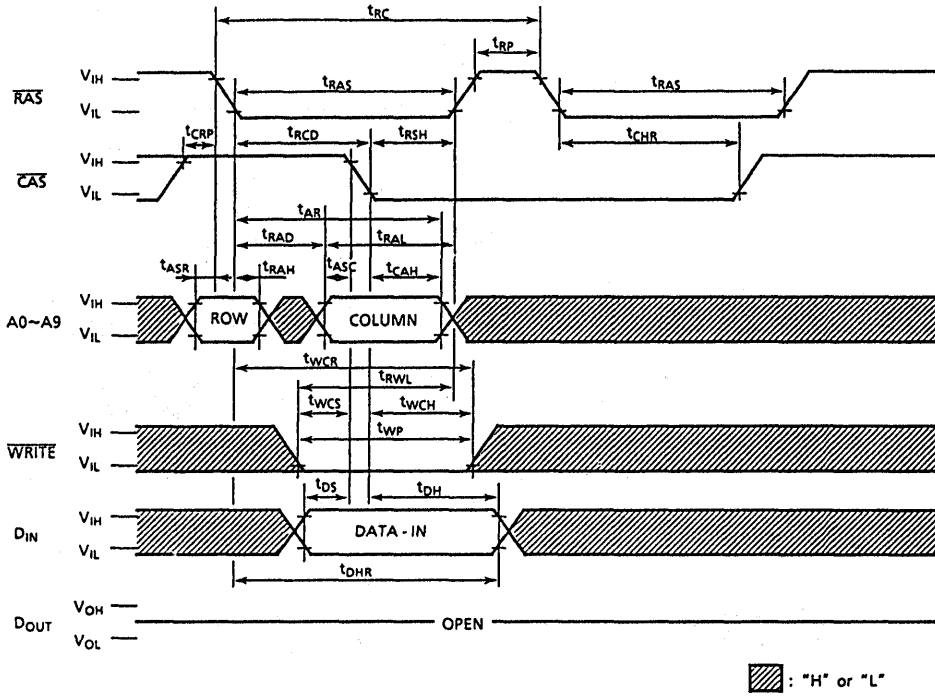 tRC
tRP
tRAS
tRAS
RAS
VIH
VIL
tCRP
tRCD
tRSH
tCHR
CAS
VIH
VIL
tAR
tRAD
tRAL
tASR
tRAH
tASC
tCAH
A0~A9
VIH
VIL
ROW
COLUMN
tWCR
tRWL
tWCS
tWCH
tWP
WRITE
VIH
VIL
tDS
tDH
DIN
VIH
VIL
DATA - IN
tDHR
DOUT
VOH
VOL
OPEN
: "H" or "L"